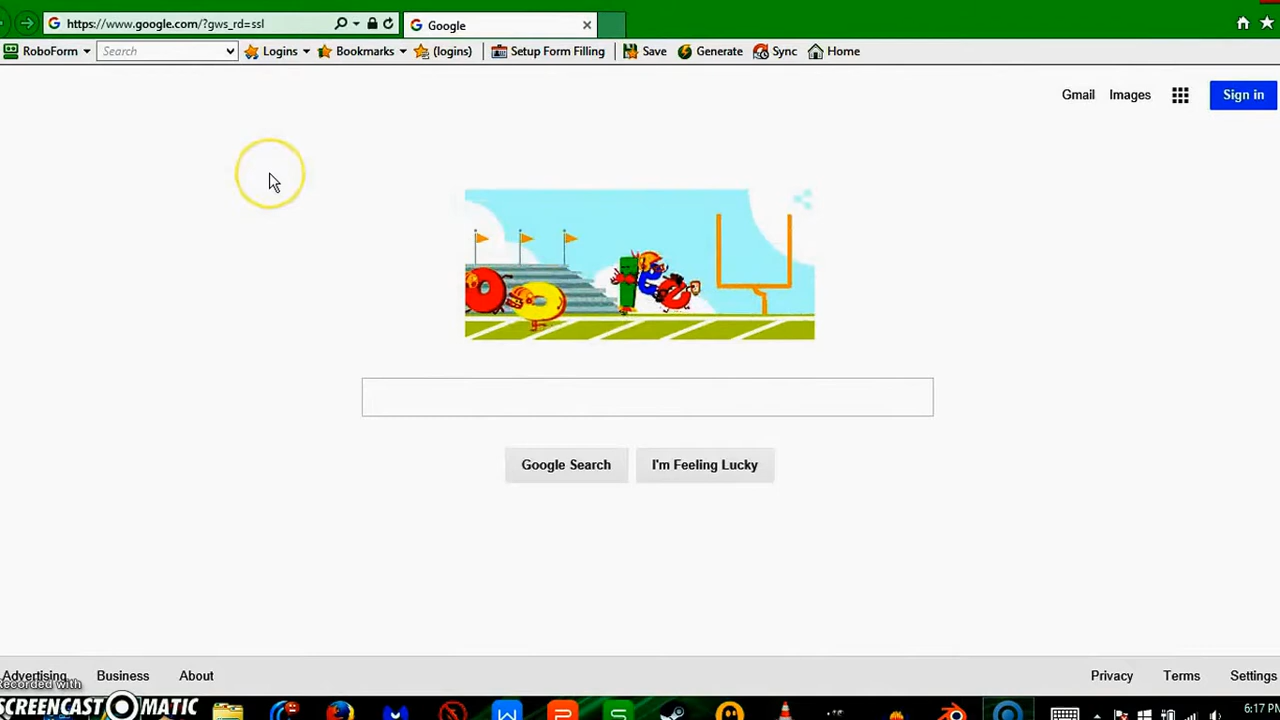 https://www.google.com/?gws_rd=ssl
Google
RoboForm Search Logins Bookmarks (logins) Setup Form Filling Save Generate Sync Home
Gmail Images Sign in
Google Search I'm Feeling Lucky
Advertising Business About Privacy Terms Settings
Recorded with
SCREENCAST MATIC
6:17 PM